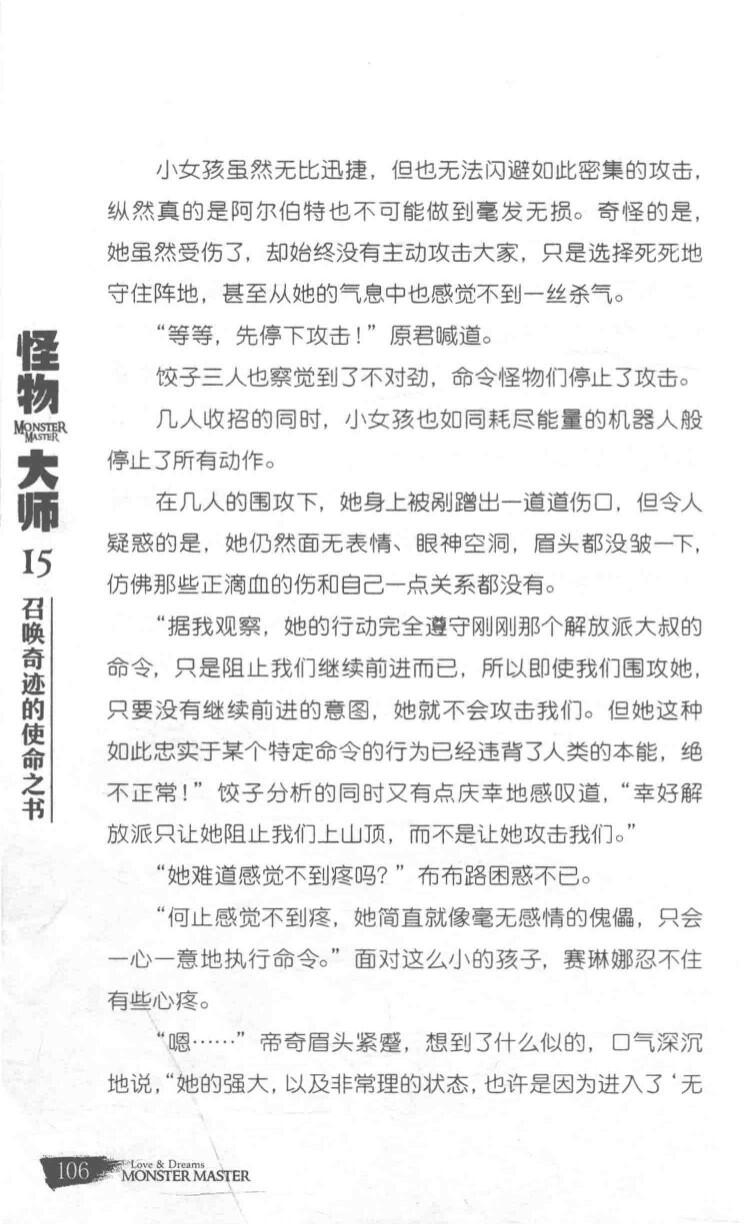 小女孩虽然无比迅捷，但也无法闪避如此密集的攻击，
纵然真的是阿尔伯特也不可能做到毫发无损。奇怪的是，
她虽然受伤了，却始终没有主动攻击大家，只是选择死死地
守住阵地，甚至从她的气息中也感觉不到一丝杀气。
“等等，先停下攻击！”原君喊道。
饺子三人也察觉到了不对劲，命令怪物们停止了攻击。
几人收招的同时，小女孩也如同耗尽能量的机器人般
停止了所有动作。
在几人的围攻下，她身上被剐蹭出一道道伤口，但令人
疑惑的是，她仍然面无表情、眼神空洞，眉头都没皱一下，
仿佛那些正滴血的伤和自己一点关系都没有。
“据我观察，她的行动完全遵守刚刚那个解放派大叔的
命令，只是阻止我们继续前进而已，所以即使我们围攻她，
只要没有继续前进的意图，她就不会攻击我们。但她这种
如此忠实于某个特定命令的行为已经违背了人类的本能，绝
不正常！”饺子分析的同时又有点庆幸地感叹道，“幸好解
放派只让她阻止我们上山顶，而不是让她攻击我们。”
“她难道感觉不到疼吗？”布布路困惑不已。
“何止感觉不到疼，她简直就像毫无感情的傀儡，只会
一心一意地执行命令。”面对这么小的孩子，赛琳娜忍不住
有些心疼。
“嗯……”帝奇眉头紧蹙，想到了什么似的，口气深沉
地说，“她的强大，以及非常理的状态，也许是因为进入了‘无
怪物
MONSTER
MASTER
大师
15
召唤奇迹的使命之书
106
Love & Dreams
MONSTER MASTER